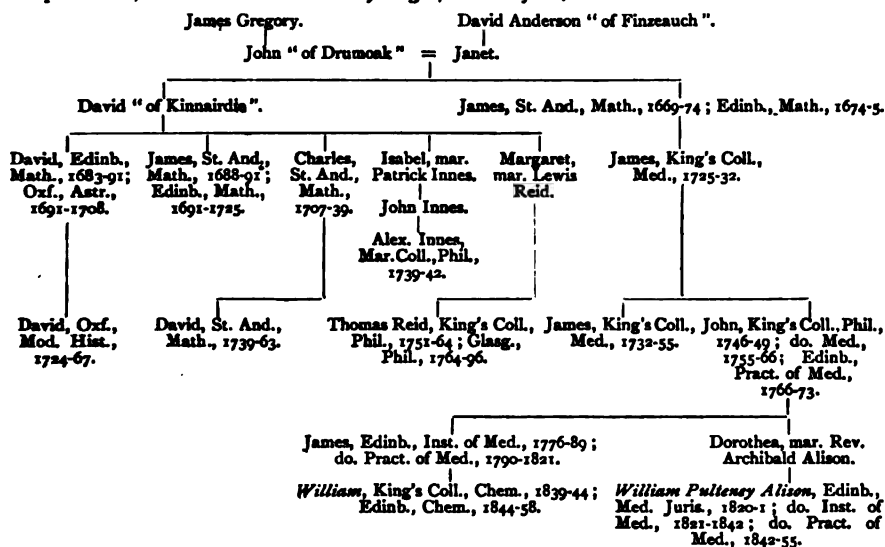 James Gregory. David Anderson “ of Finzeauch ”.
John “ of Drumoak ” = Janet.
David “ of Kinnairdie ”. James, St. And., Math., 1669-74 ; Edinb., Math., 1674-5.
David, Edinb.,
Math., 1683-91;
Oxf., Astr.,
1691-1708.
James, St. And.,
Math., 1688-91 ;
Edinb., Math.,
1691-1725.
Charles,
St. And.,
Math.,
1707-39.
Isabel, mar.
Patrick Innes.
John Innes.
Alex. Innes,
Mar. Coll., Phil.,
1739-42.
Margaret,
mar. Lewis
Reid.
James, King's Coll.,
Med., 1725-32.
David, Oxf.,
Mod. Hist.,
1724-67.
David, St. And.,
Math., 1739-63.
Thomas Reid, King's Coll.,
Phil., 1751-64 ; Glasg.,
Phil., 1764-96.
James, King's Coll.,
Med., 1732-55.
John, King's Coll., Phil.,
1746-49 ; do. Med.,
1755-66; Edinb.,
Pract. of Med.,
1766-73.
James, Edinb., Inst. of Med., 1776-89 ;
do. Pract. of Med., 1790-1821.
Dorothea, mar. Rev.
Archibald Alison.
William, King's Coll., Chem., 1839-44 ;
Edinb., Chem., 1844-58.
William Pulteney Alison, Edinb.,
Med. Juris., 1820-1 ; do. Inst. of
Med., 1821-1842 ; do. Pract. of
Med., 1842-55.